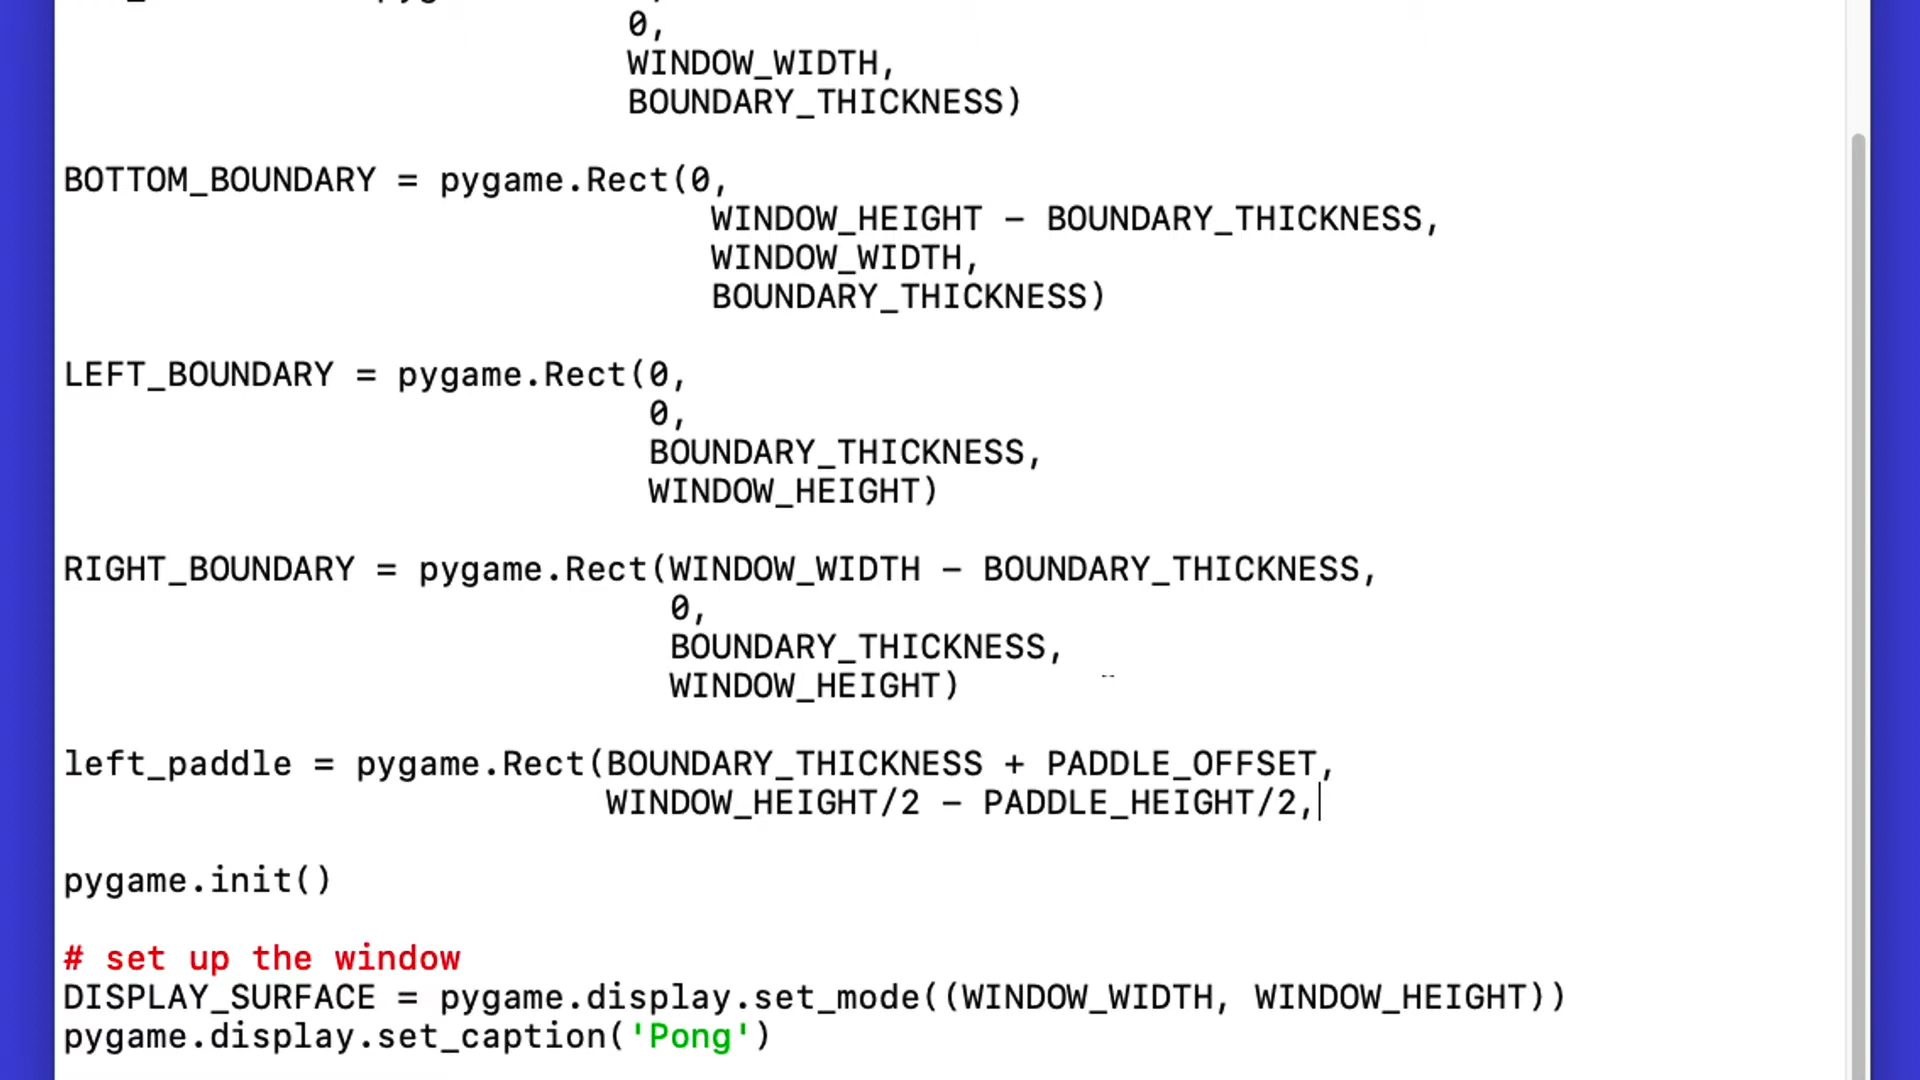 0,
WINDOW_WIDTH,
BOUNDARY_THICKNESS)
BOTTOM_BOUNDARY = pygame.Rect(0,
WINDOW_HEIGHT - BOUNDARY_THICKNESS,
WINDOW_WIDTH,
BOUNDARY_THICKNESS)
LEFT_BOUNDARY = pygame.Rect(0,
0,
BOUNDARY_THICKNESS,
WINDOW_HEIGHT)
RIGHT_BOUNDARY = pygame.Rect(WINDOW_WIDTH - BOUNDARY_THICKNESS,
0,
BOUNDARY_THICKNESS,
WINDOW_HEIGHT)
left_paddle = pygame.Rect(BOUNDARY_THICKNESS + PADDLE_OFFSET,
WINDOW_HEIGHT/2 - PADDLE_HEIGHT/2,
pygame.init()
# set up the window
DISPLAY_SURFACE = pygame.display.set_mode((WINDOW_WIDTH, WINDOW_HEIGHT))
pygame.display.set_caption('Pong')